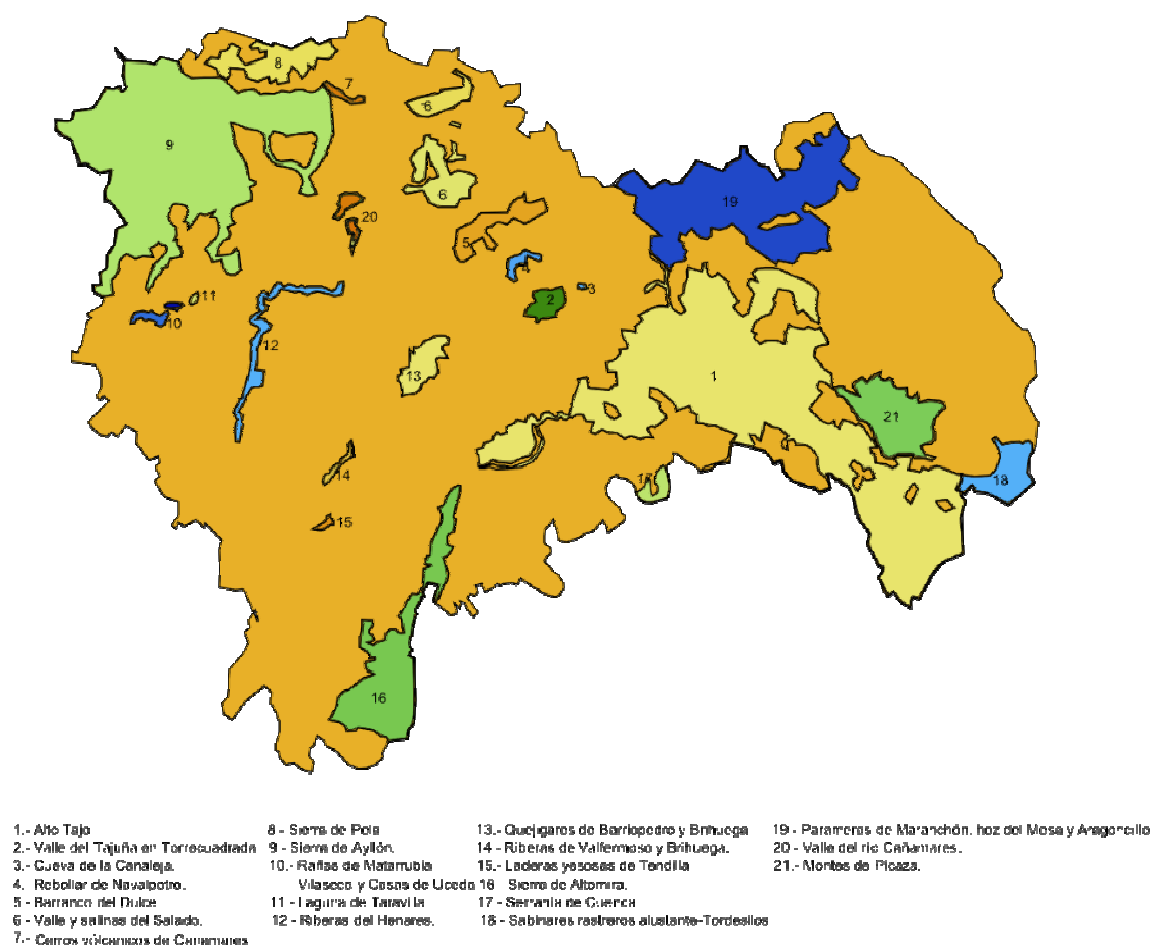 8
7
6
9
6
19
20
5
4
3
2
11
10
12
13
1
21
14
17
18
15
16
1.- Alto Tajo
2.- Valle del Tajuña en Torrecuadrada
3.- Cueva de la Canaleja.
4. Rebollar de Navalpotro.
5 - Barranco del Dulce
6 - Valle y salinas del Salado.
7.- Cerros volcanicos de Cañamares
8 - Sierra de Pela
9 - Sierra de Ayllón.
10.- Rañas de Matarrubia
Vilaseco y Casas de Uceda
11 - Laguna de Taravilla
12 - Riberas del Henares.
13.- Quejigares de Barriopedro y Brihuega
14 - Riberas de Valfermoso y Brihuega.
15.- Laderas yesosas de Tendilla
16 Sierra de Altomira.
17 - Serranía de Cuenca
18 - Sabinares rastreros alustante-Tordesilos
19 - Parameras de Maranchón, hoz del Mesa y Aragoncillo
20 - Valle del rio Cañamares.
21.- Montes de Picaza.